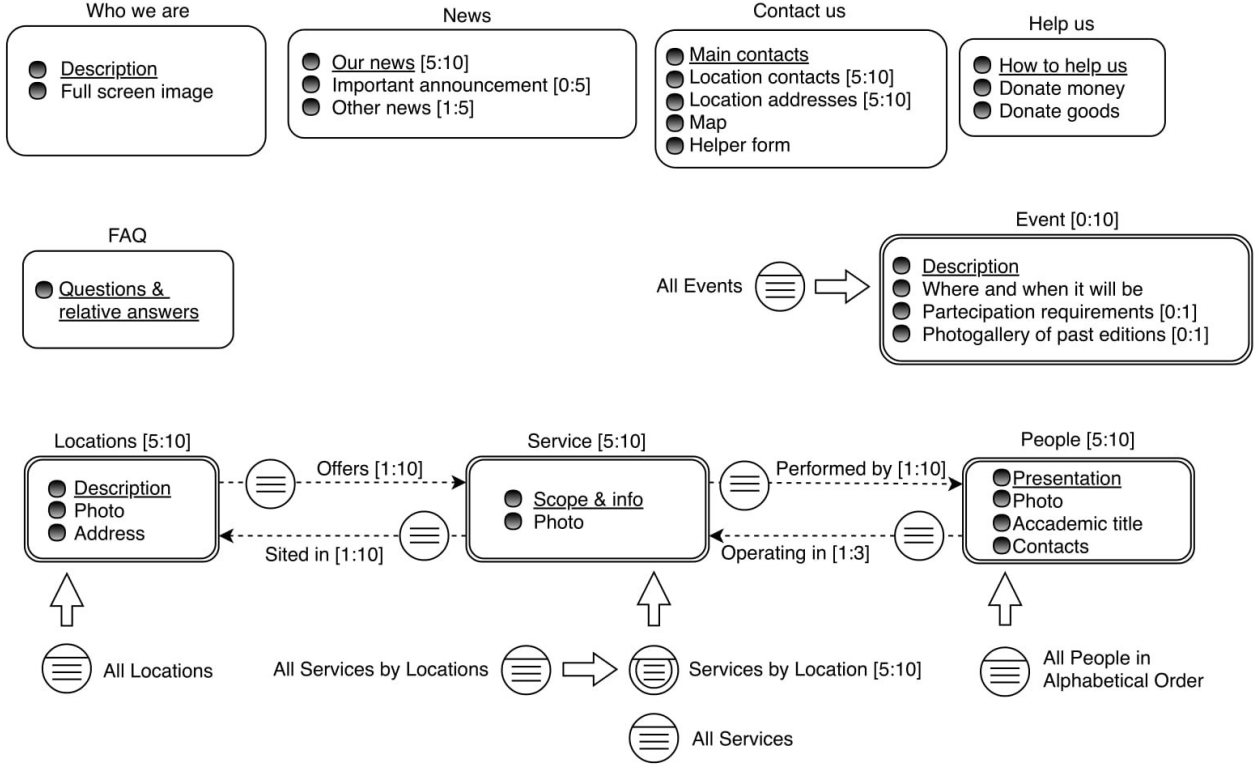 Who we are
Description
Full screen image
News
Our news [5:10]
Important announcement [0:5]
Other news [1:5]
Contact us
Main contacts
Location contacts [5:10]
Location addresses [5:10]
Map
Helper form
Help us
How to help us
Donate money
Donate goods
FAQ
Questions &
relative answers
All Events
Event [0:10]
Description
Where and when it will be
Partecipation requirements [0:1]
Photogallery of past editions [0:1]
Locations [5:10]
Description
Photo
Address
Offers [1:10]
Sited in [1:10]
Service [5:10]
Scope & info
Photo
Performed by [1:10]
Operating in [1:3]
People [5:10]
Presentation
Photo
Accademic title
Contacts
All Locations
All Services by Locations
Services by Location [5:10]
All Services
All People in
Alphabetical Order